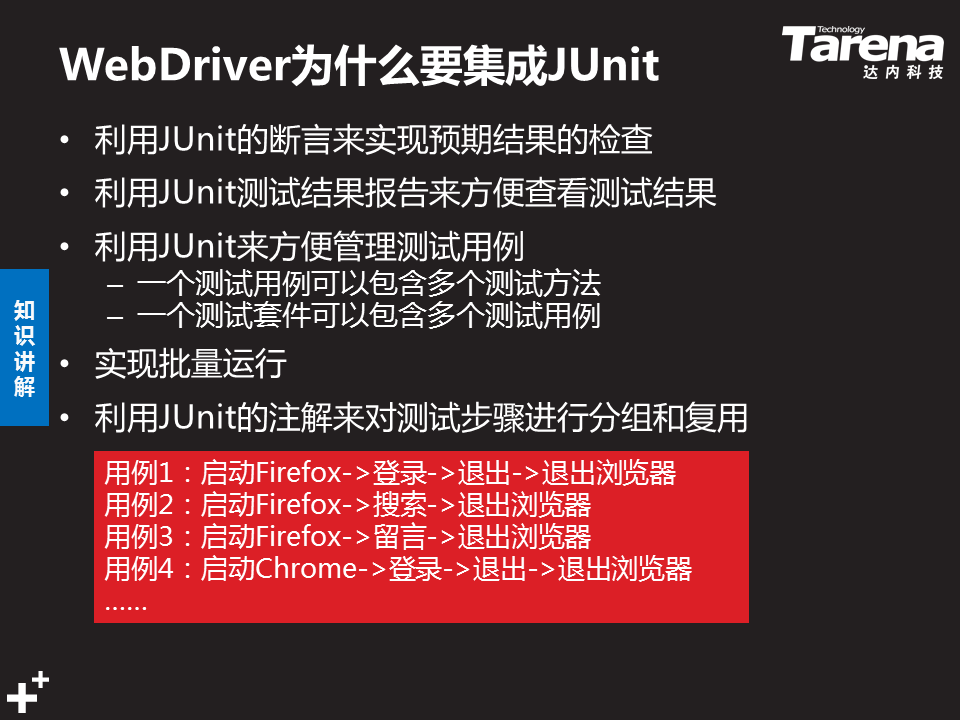 WebDriver为什么要集成JUnit
Technology
Tarena
达内科技
• 利用JUnit的断言来实现预期结果的检查
• 利用JUnit测试结果报告来方便查看测试结果
• 利用JUnit来方便管理测试用例
– 一个测试用例可以包含多个测试方法
– 一个测试套件可以包含多个测试用例
知识讲解
• 实现批量运行
• 利用JUnit的注解来对测试步骤进行分组和复用
用例1：启动Firefox->登录->退出->退出浏览器
用例2：启动Firefox->搜索->退出浏览器
用例3：启动Firefox->留言->退出浏览器
用例4：启动Chrome->登录->退出->退出浏览器
......